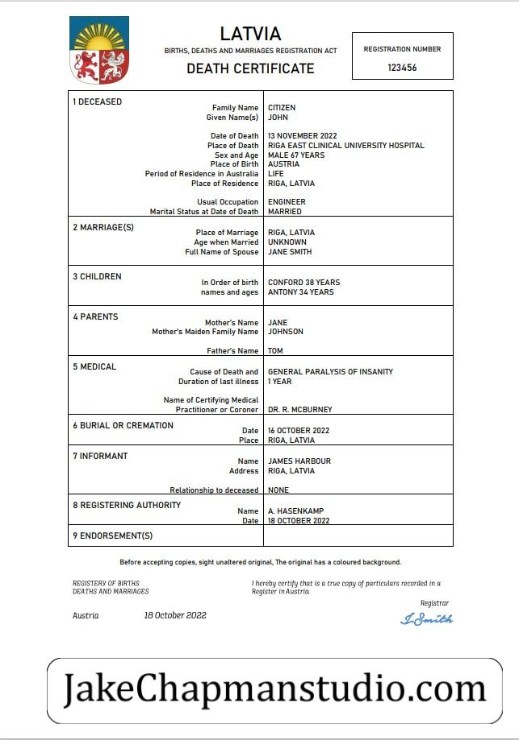 LATVIA
BIRTHS, DEATHS AND MARRIAGES REGISTRATION ACT
DEATH CERTIFICATE
REGISTRATION NUMBER
123456
1 DECEASED
Family Name CITIZEN
Given Name(s) JOHN
Date of Death 13 NOVEMBER 2022
Place of Death RIGA EAST CLINICAL UNIVERSITY HOSPITAL
Sex and Age MALE 67 YEARS
Place of Birth AUSTRIA
Period of Residence in Australia LIFE
Place of Residence RIGA, LATVIA
Usual Occupation ENGINEER
Marital Status at Date of Death MARRIED
2 MARRIAGE(S)
Place of Marriage RIGA, LATVIA
Age when Married UNKNOWN
Full Name of Spouse JANE SMITH
3 CHILDREN
In Order of birth CONFORD 38 YEARS
names and ages ANTONY 34 YEARS
4 PARENTS
Mother's Name JANE
Mother's Maiden Family Name JOHNSON
Father's Name TOM
5 MEDICAL
Cause of Death and GENERAL PARALYSIS OF INSANITY
Duration of last illness 1 YEAR
Name of Certifying Medical
Practitioner or Coroner DR. R. MCBURNEY
6 BURIAL OR CREMATION
Date 16 OCTOBER 2022
Place RIGA, LATVIA
7 INFORMANT
Name JAMES HARBOUR
Address RIGA, LATVIA
Relationship to deceased NONE
8 REGISTERING AUTHORITY
Name A. HASENKAMP
Date 18 OCTOBER 2022
9 ENDORSEMENT(S)
Before accepting copies, sight unaltered original, The original has a coloured background.
REGISTERY OF BIRTHS
DEATHS AND MARRIAGES
I hereby certify that is a true copy of particulars recorded in a
Register in Austria.
Registrar
Austria 18 October 2022
J.Smith
JakeChapmanstudio.com